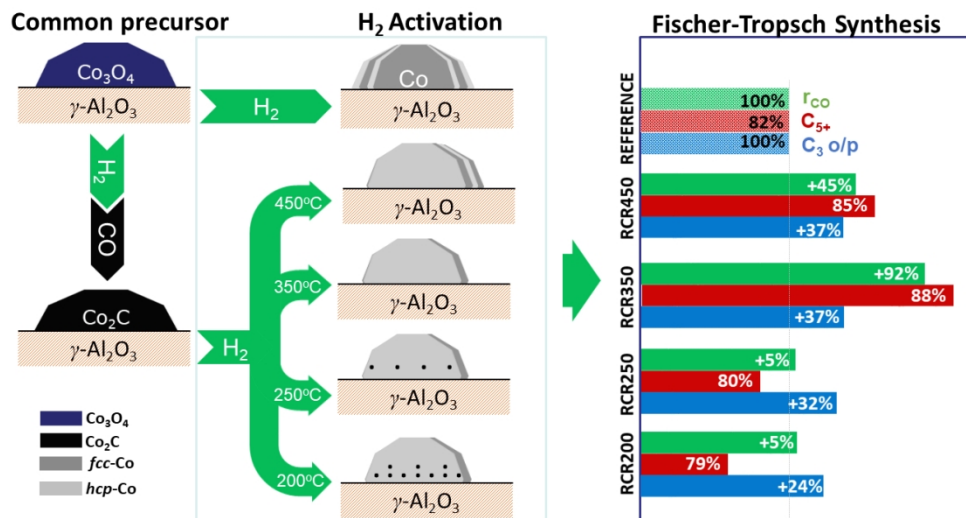 Common precursor
H₂ Activation
Fischer-Tropsch Synthesis
Co₃O₄
γ-Al₂O₃
H₂
Co
γ-Al₂O₃
H₂
CO
Co₂C
γ-Al₂O₃
H₂
450°C
γ-Al₂O₃
350°C
γ-Al₂O₃
250°C
γ-Al₂O₃
200°C
γ-Al₂O₃
Co₃O₄
Co₂C
fcc-Co
hcp-Co
REFERENCE
100%
r_CO
82%
C₅₊
100%
C₃ o/p
RCR450
+45%
85%
+37%
RCR350
+92%
88%
+37%
RCR250
+5%
80%
+32%
RCR200
+5%
79%
+24%